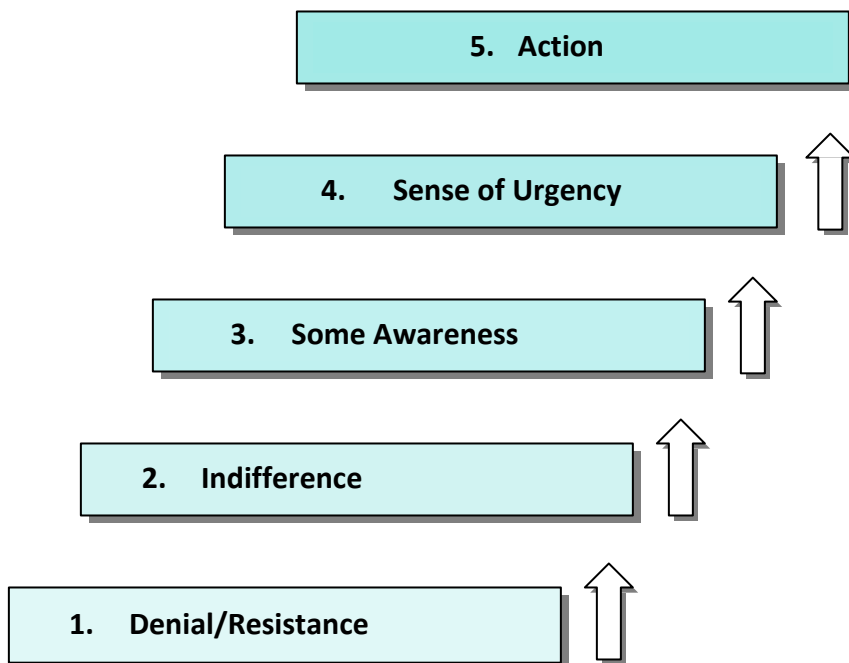 5. Action
4. Sense of Urgency
3. Some Awareness
2. Indifference
1. Denial/Resistance